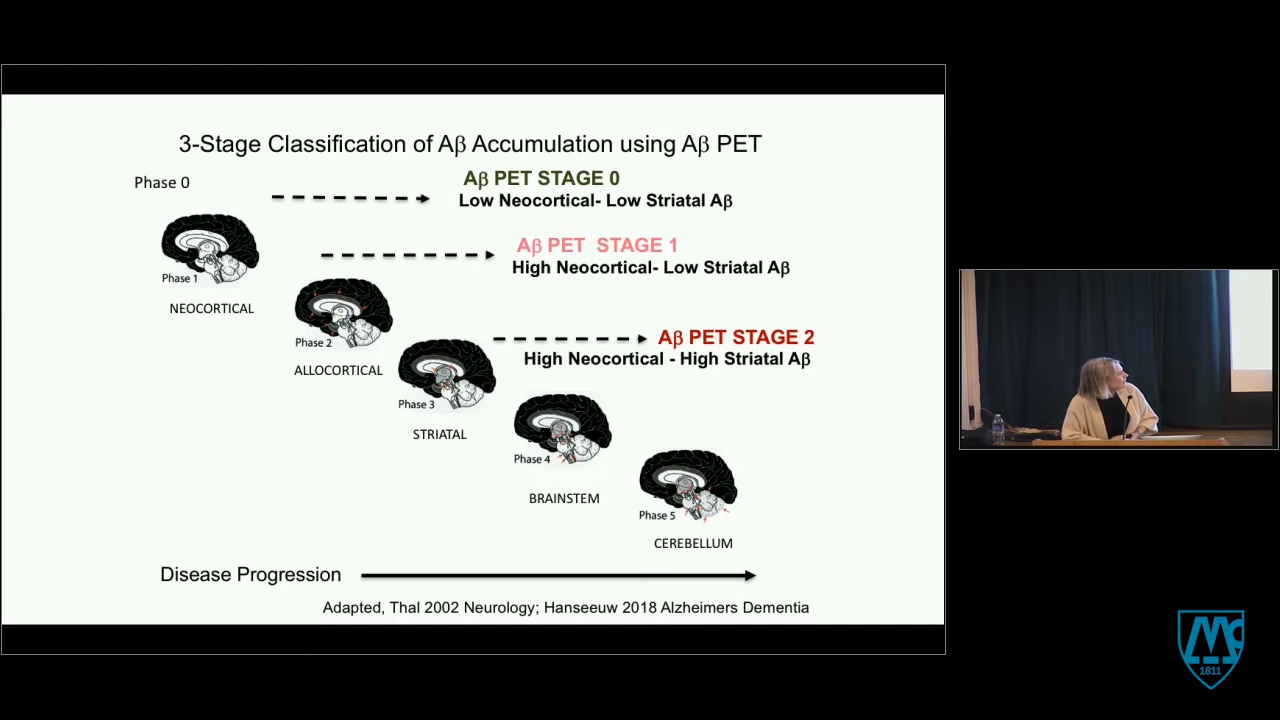 3-Stage Classification of Aβ Accumulation using Aβ PET
Phase 0
Aβ PET STAGE 0
Low Neocortical- Low Striatal Aβ
Phase 1
NEOCORTICAL
Aβ PET  STAGE 1
High Neocortical- Low Striatal Aβ
Phase 2
ALLOCORTICAL
Aβ PET STAGE 2
High Neocortical - High Striatal Aβ
Phase 3
STRIATAL
Phase 4
BRAINSTEM
Phase 5
CEREBELLUM
Disease Progression
Adapted, Thal 2002 Neurology; Hanseeuw 2018 Alzheimers Dementia
1811